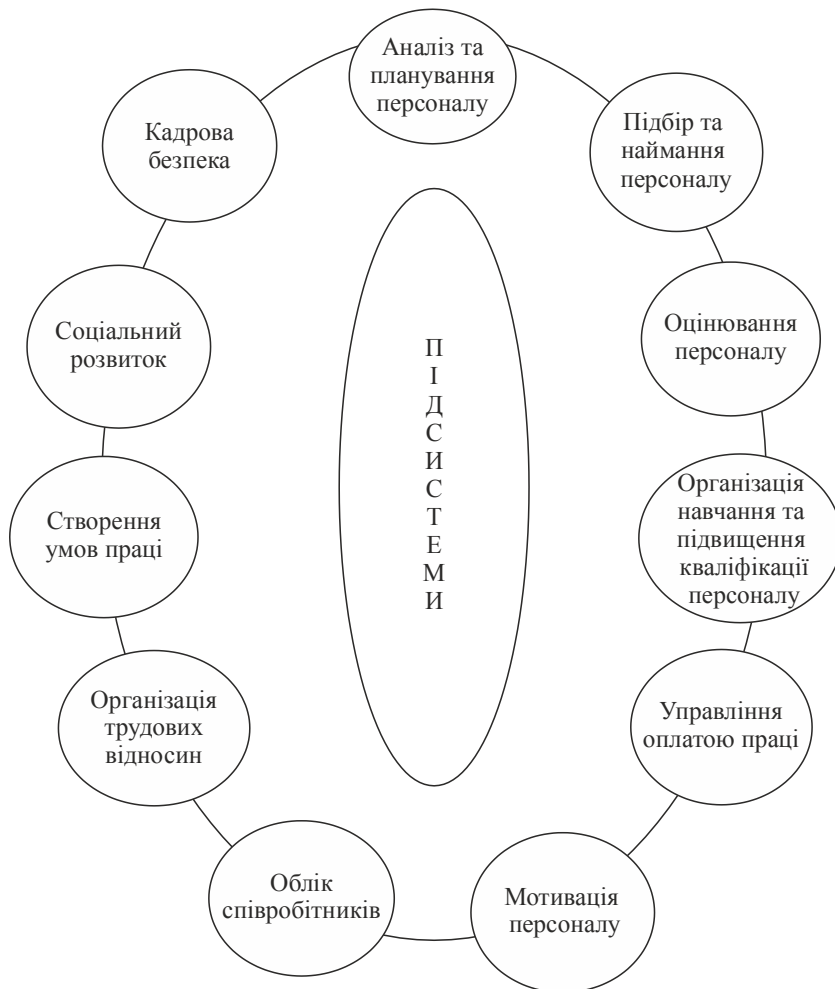 Аналіз та
планування
персоналу
Підбір та
наймання
персоналу
Оцінювання
персоналу
Організація
навчання та
підвищення
кваліфікації
персоналу
Управління
оплатою праці
Мотивація
персоналу
Облік
співробітників
Організація
трудових
відносин
Створення
умов праці
Соціальний
розвиток
Кадрова
безпека
П
І
Д
С
И
С
Т
Е
М
И